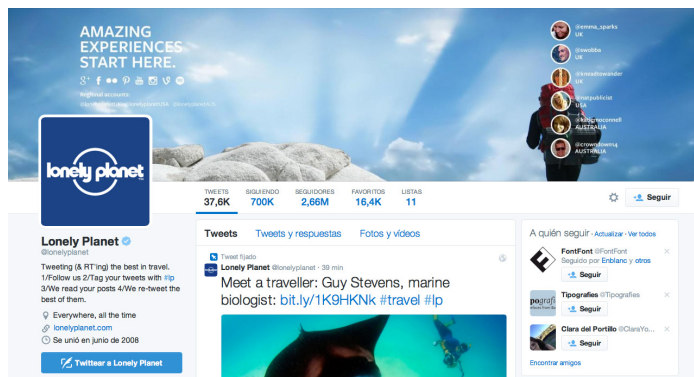 AMAZING
EXPERIENCES
START HERE.
Regional accounts:
@emma_sparks
UK
UK
UK
USA
AUSTRALIA
AUSTRALIA
lonely planet
TWEETS
37,6K
SIGUIENDO
700K
SEGUIDORES
2,66M
FAVORITOS
16,4K
LISTAS
11
Seguir
Lonely Planet
@lonelyplanet
Tweeting (& RT'ing) the best in travel.
1/Follow us 2/Tag your tweets with #lp
3/We read your posts 4/We re-tweet the
best of them.
Everywhere, all the time
lonelyplanet.com
Se unió en junio de 2008
Twittear a Lonely Planet
Tweets Tweets y respuestas Fotos y vídeos
Tweet fijado
Lonely Planet @lonelyplanet · 39 min
Meet a traveller: Guy Stevens, marine
biologist: bit.ly/1K9HKNk #travel #lp
A quién seguir · Actualizar · Ver todos
FontFont @FontFont
Seguido por Enblanc y otros
Seguir
Tipografies @Tipografies
Seguir
Clara del Portillo @ClaraYo...
Seguir
Encontrar amigos